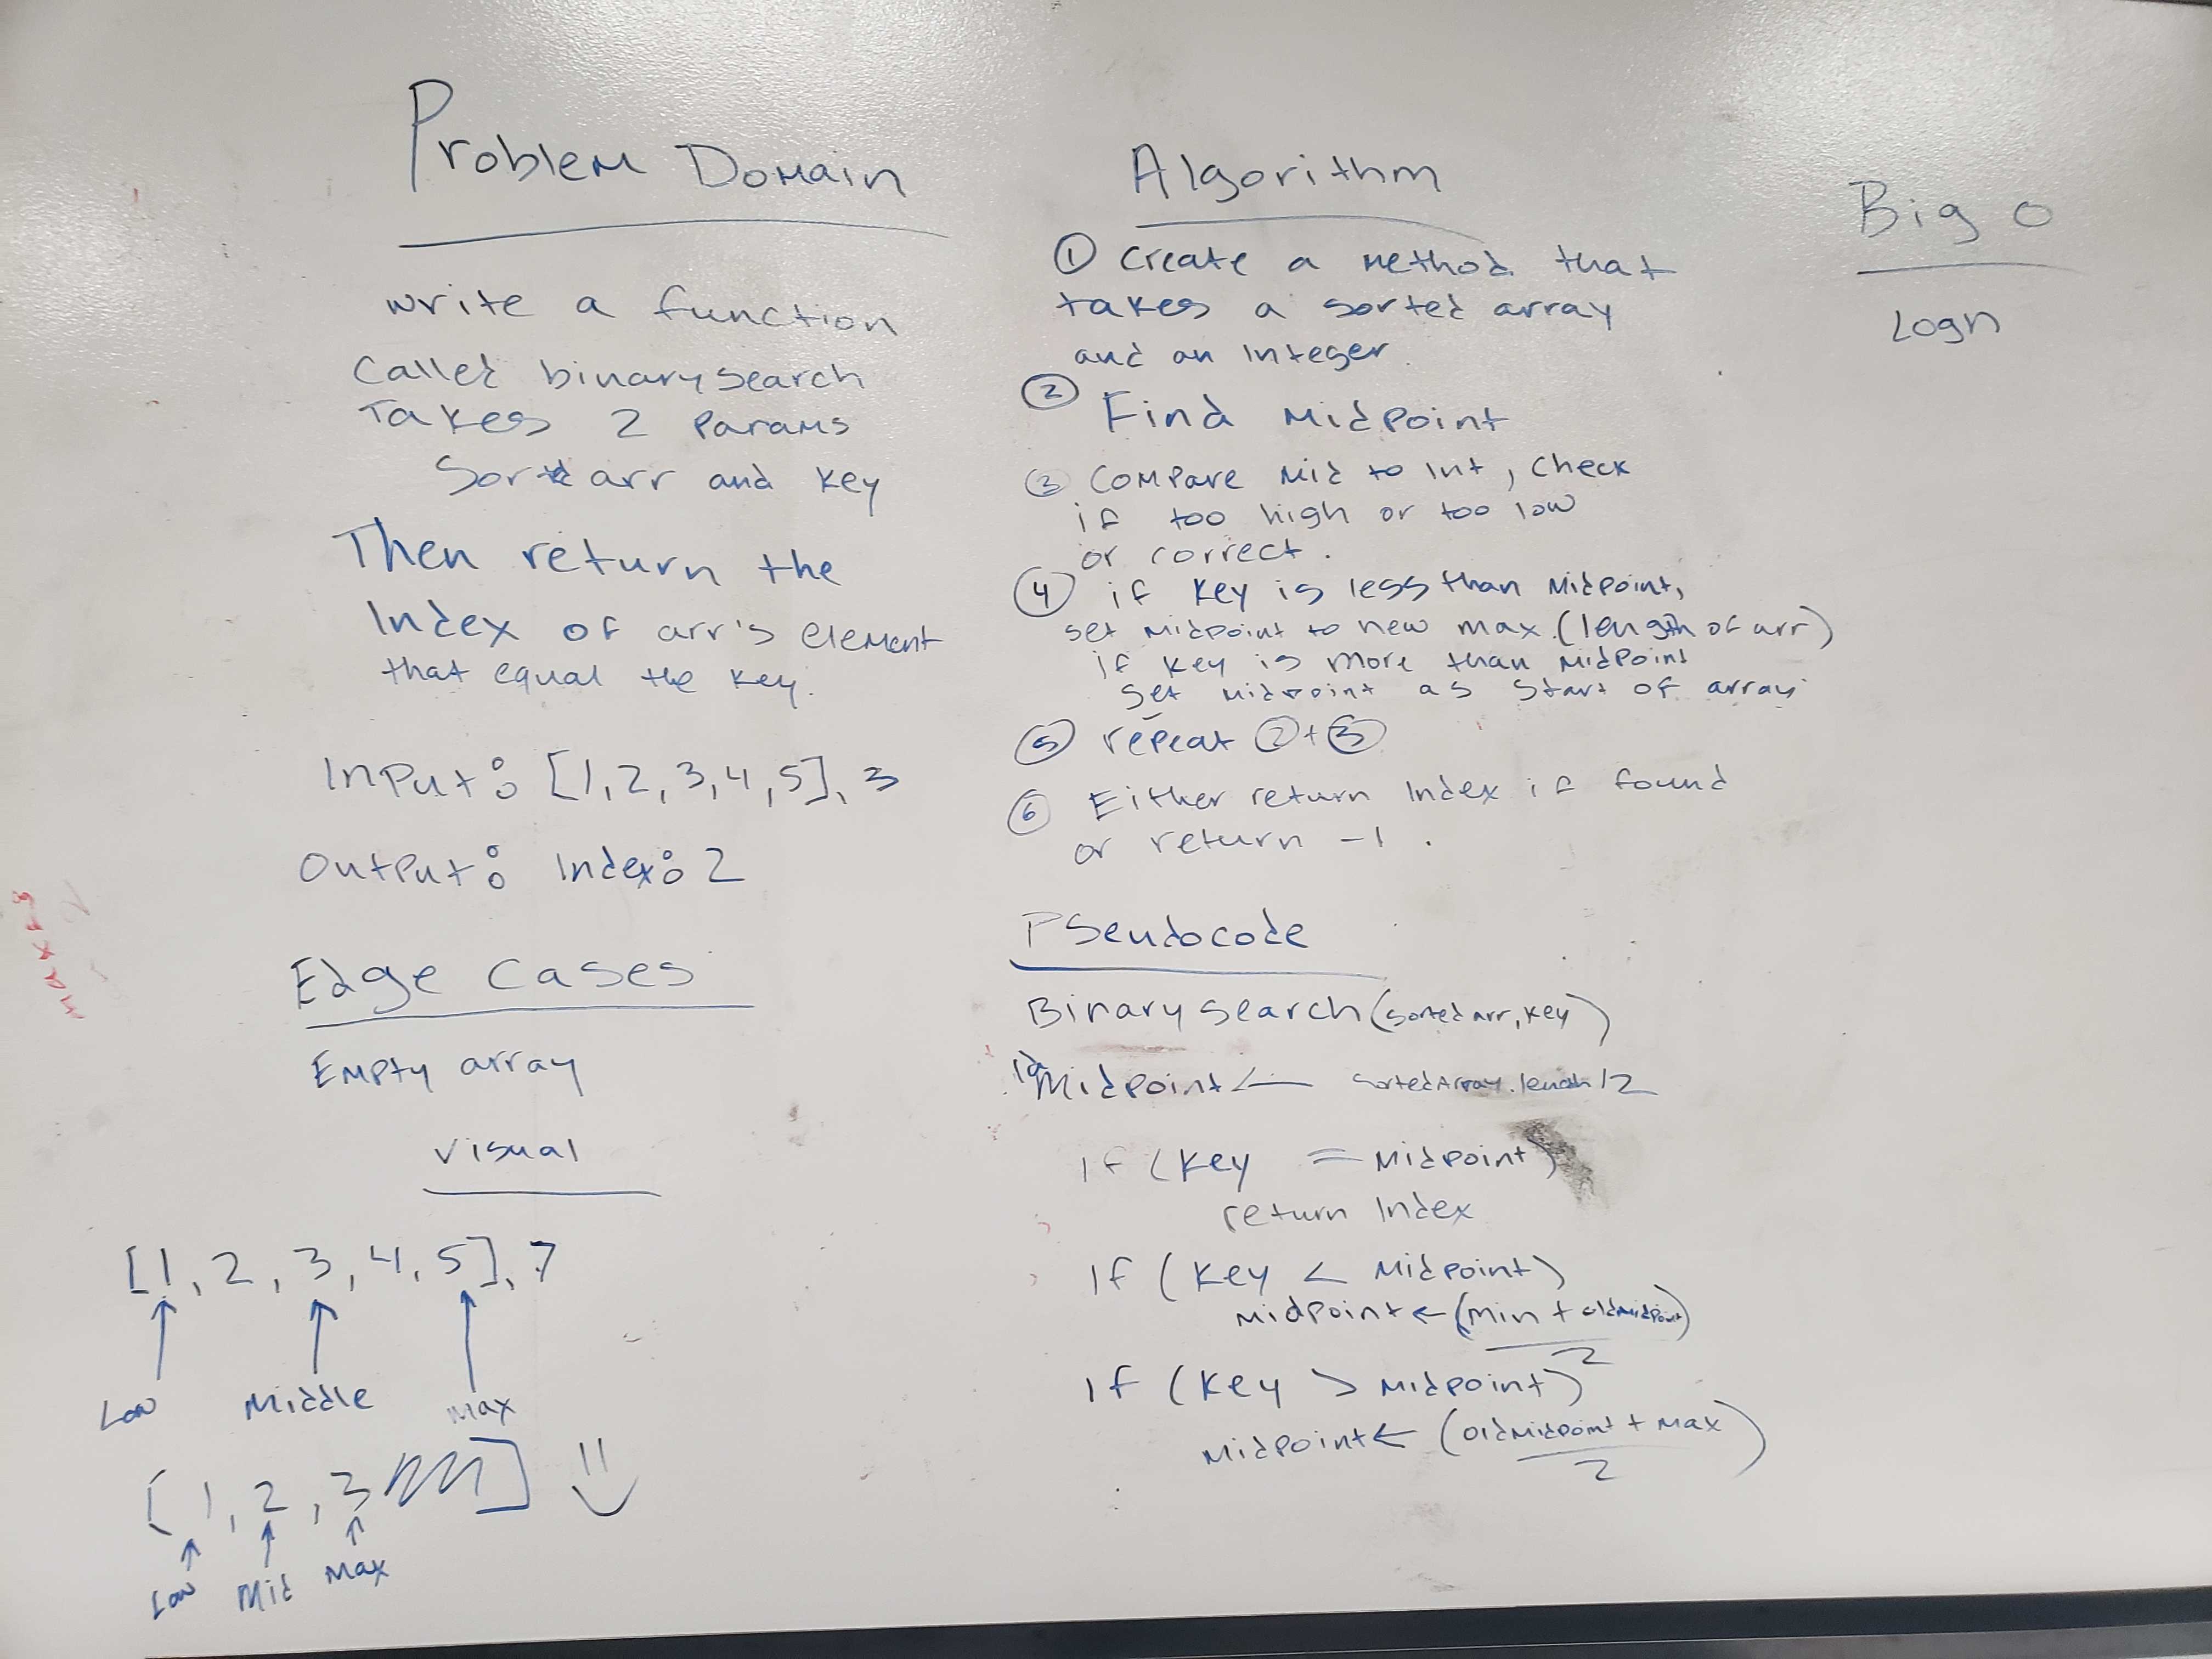 Problem Domain
write a function
Called binarysearch
Takes 2 Params
Sorted arr and key
Then return the
Index of arr's element
that equal the key.
Input: [1,2,3,4,5], 3
Output: Index: 2
Edge Cases
Empty array
Visual
[1, 2, 3, 4, 5], 7
Low Middle Max
[1, 2, 3
Low Mid Max
Algorithm
① Create a method that
takes a sorted array
and an integer.
② Find Midpoint
③ Compare Mid to Int, Check
if too high or too low
or correct.
④ if key is less than Midpoint,
set midpoint to new max (length of arr)
if key is more than midpoint
set midpoint as start of array
⑤ repeat ② + ③
⑥ Either return Index if found
or return -1.
Pseudocode
Binary Search (sorted arr, key)
Midpoint ← sortedArray.length/2
if (key = Midpoint)
return Index
if (key < Midpoint)
midpoint ← (min + oldmidpoint)
2
if (key > midpoint)
midpoint ← (oldmidpoint + max)
2
Big O
Logn
MAX = 8